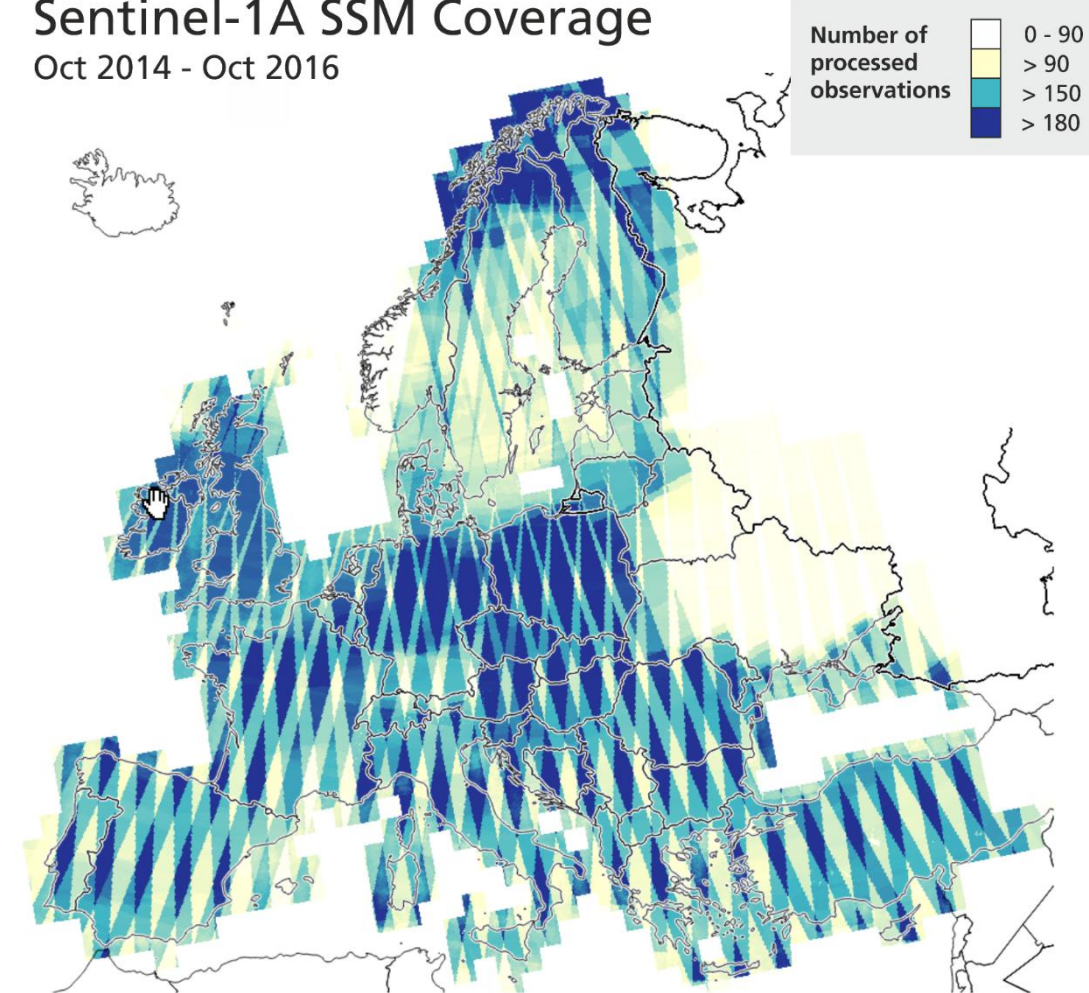 Sentinel-1A SSM Coverage
Oct 2014 - Oct 2016
Number of
processed
observations
0 - 90
> 90
> 150
> 180